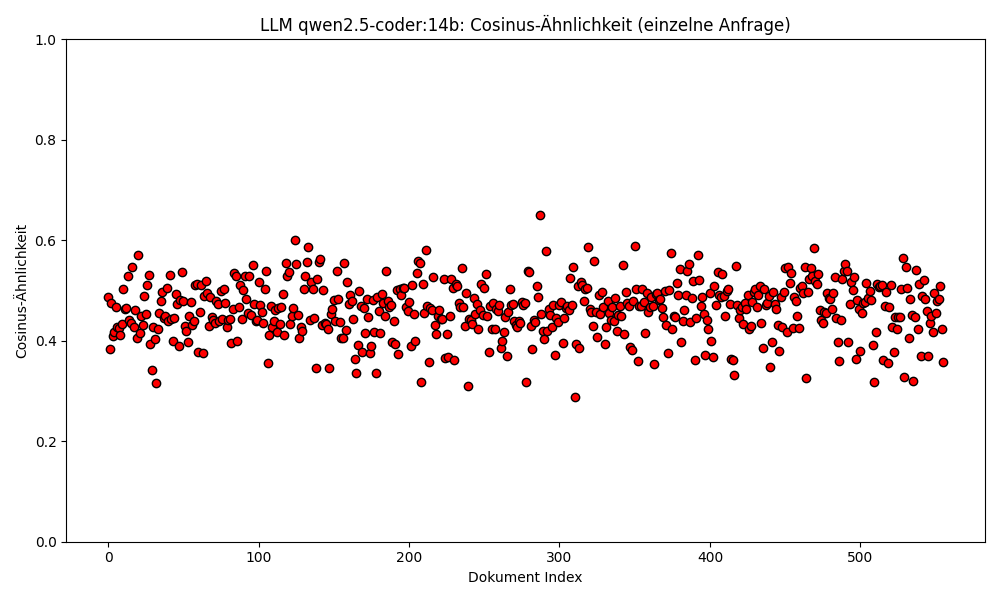 LLM qwen2.5-coder:14b: Cosinus-Ähnlichkeit (einzelne Anfrage)
1.0
0.8
0.6
0.4
0.2
0.0
Cosinus-Ähnlichkeit
0 100 200 300 400 500
Dokument Index